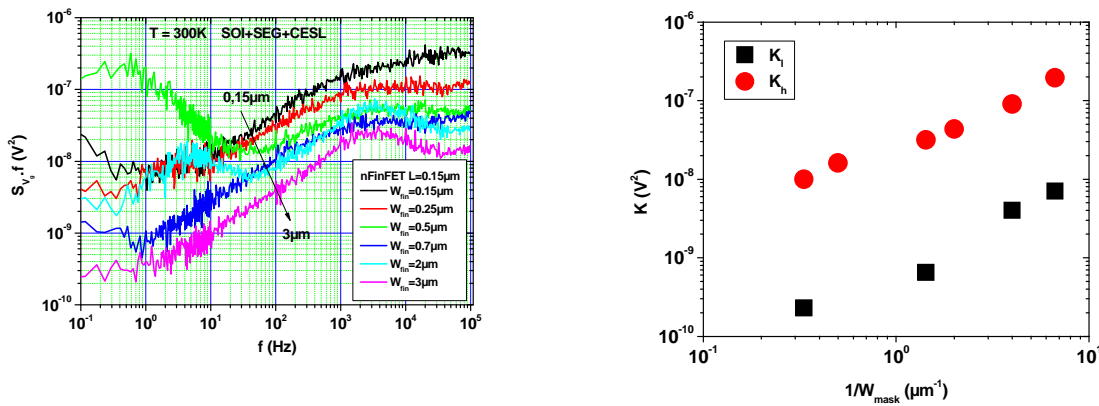 T = 300K SOI+SEG+CESL
0,15µm
3µm
nFinFET L=0.15µm
W_fin=0.15µm
W_fin=0.25µm
W_fin=0.5µm
W_fin=0.7µm
W_fin=2µm
W_fin=3µm
S_Vg.f (V²)
10⁻⁶
10⁻⁷
10⁻⁸
10⁻⁹
10⁻¹⁰
10⁻¹ 10⁰ 10¹ 10² 10³ 10⁴ 10⁵
f (Hz)
K (V²)
10⁻⁶
10⁻⁷
10⁻⁸
10⁻⁹
10⁻¹⁰
K_l
K_h
10⁻¹ 10⁰ 10¹
1/W_mask (µm⁻¹)